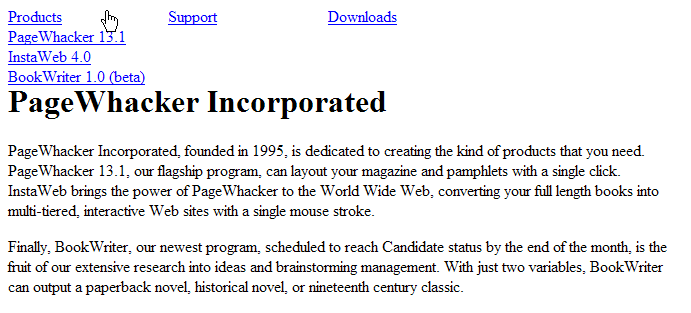 Products Support Downloads
PageWhacker 13.1
InstaWeb 4.0
BookWriter 1.0 (beta)
PageWhacker Incorporated
PageWhacker Incorporated, founded in 1995, is dedicated to creating the kind of products that you need.
PageWhacker 13.1, our flagship program, can layout your magazine and pamphlets with a single click.
InstaWeb brings the power of PageWhacker to the World Wide Web, converting your full length books into
multi-tiered, interactive Web sites with a single mouse stroke.
Finally, BookWriter, our newest program, scheduled to reach Candidate status by the end of the month, is the
fruit of our extensive research into ideas and brainstorming management. With just two variables, BookWriter
can output a paperback novel, historical novel, or nineteenth century classic.